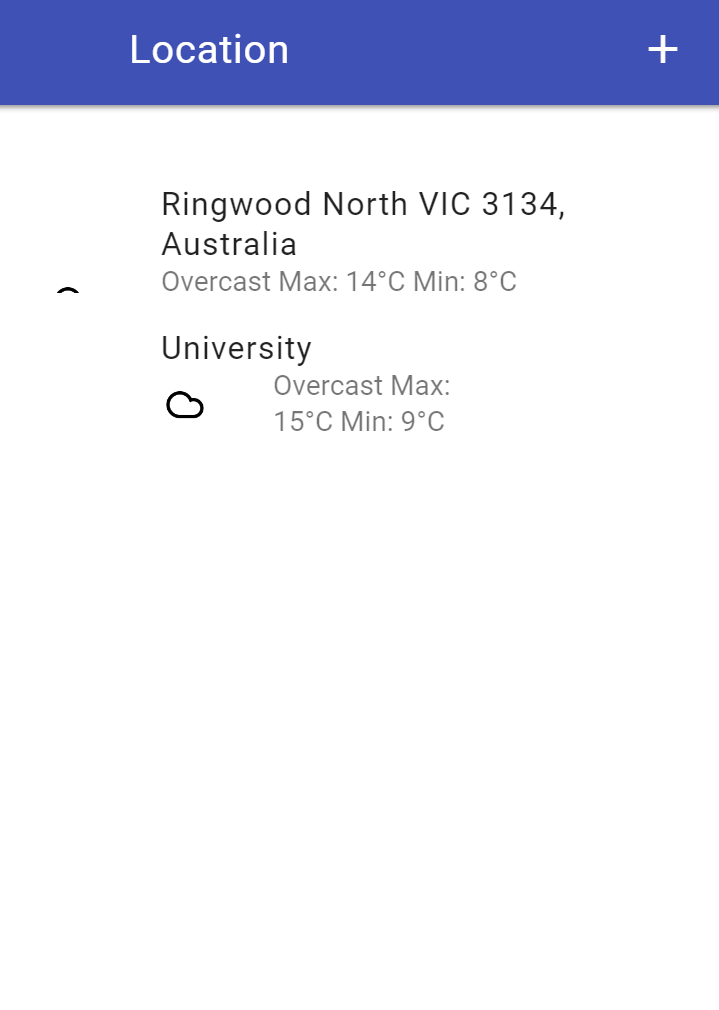 Location +
Ringwood North VIC 3134,
Australia
Overcast Max: 14°C Min: 8°C
University
Overcast Max:
15°C Min: 9°C